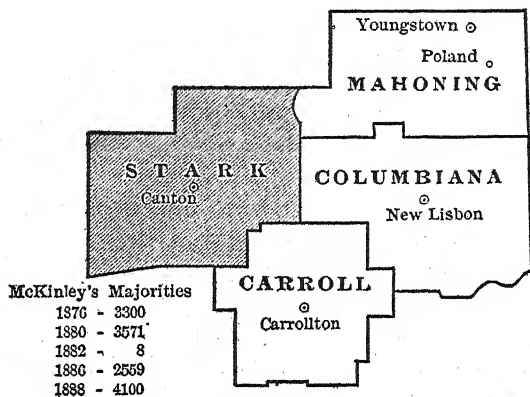 Youngstown
Poland
MAHONING
STARK
Canton
COLUMBIANA
New Lisbon
CARROLL
Carrollton
McKinley's Majorities
1876 - 3300
1880 - 3571
1882 - 8
1886 - 2559
1888 - 4100